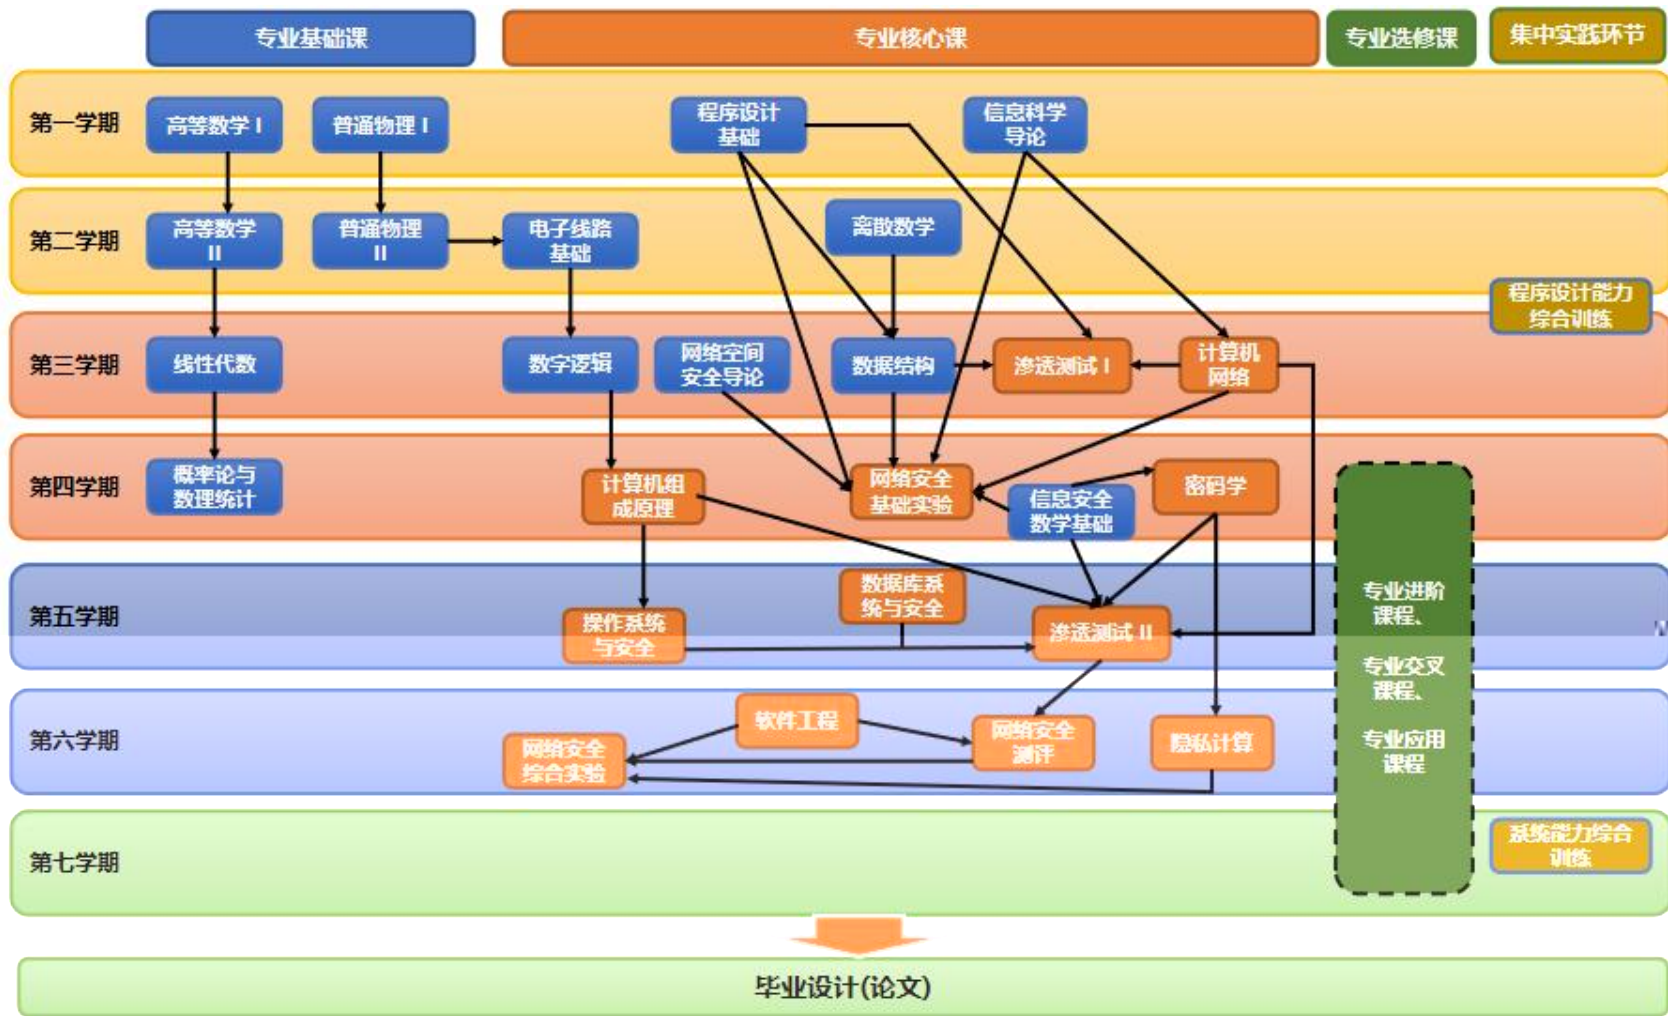 专业基础课
专业核心课
专业选修课
集中实践环节
第一学期
高等数学 I
普通物理 I
程序设计
基础
信息科学
导论
第二学期
高等数学
II
普通物理
II
电子线路
基础
离散数学
程序设计能力
综合训练
第三学期
线性代数
数字逻辑
网络空间
安全导论
数据结构
渗透测试 I
计算机
网络
第四学期
概率论与
数理统计
计算机组
成原理
网络安全
基础实验
信息安全
数学基础
密码学
第五学期
操作系统
与安全
数据库系
统与安全
渗透测试 II
专业进阶
课程、
专业交叉
课程、
专业应用
课程
第六学期
网络安全
综合实验
软件工程
网络安全
测评
隐私计算
第七学期
系统能力综合
训练
毕业设计(论文)